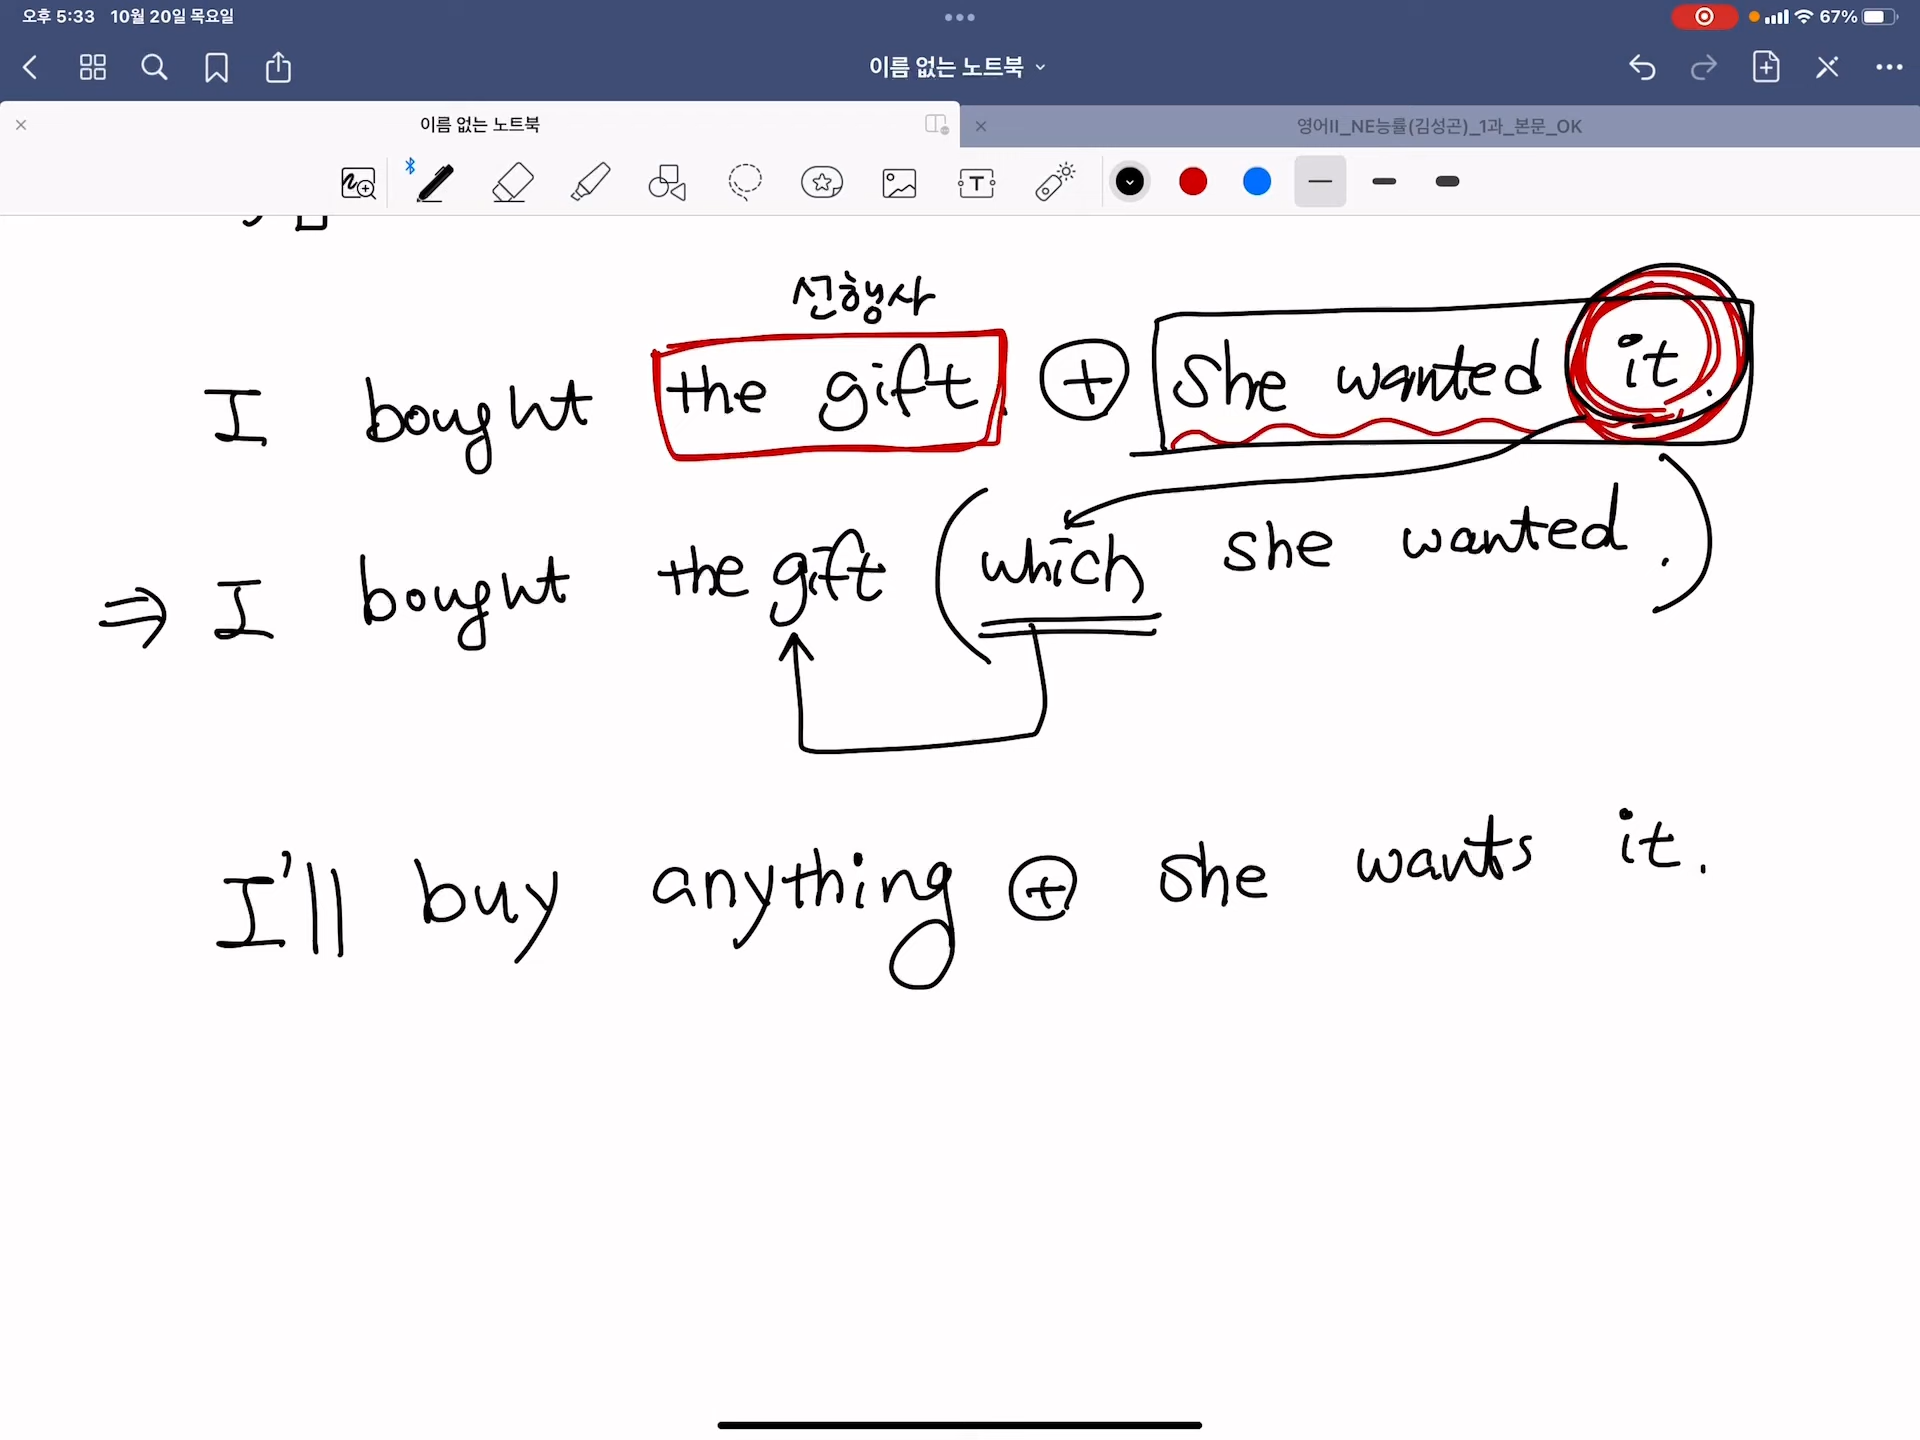 오후 5:33 10월 20일 목요일 67%
이름 없는 노트북
이름 없는 노트북 영어II_NE능률(김성곤)_1과_본문_OK
선행사
I bought the gift + She wanted it.
⇒ I bought the gift (which she wanted.)
I'll buy anything + She wants it.